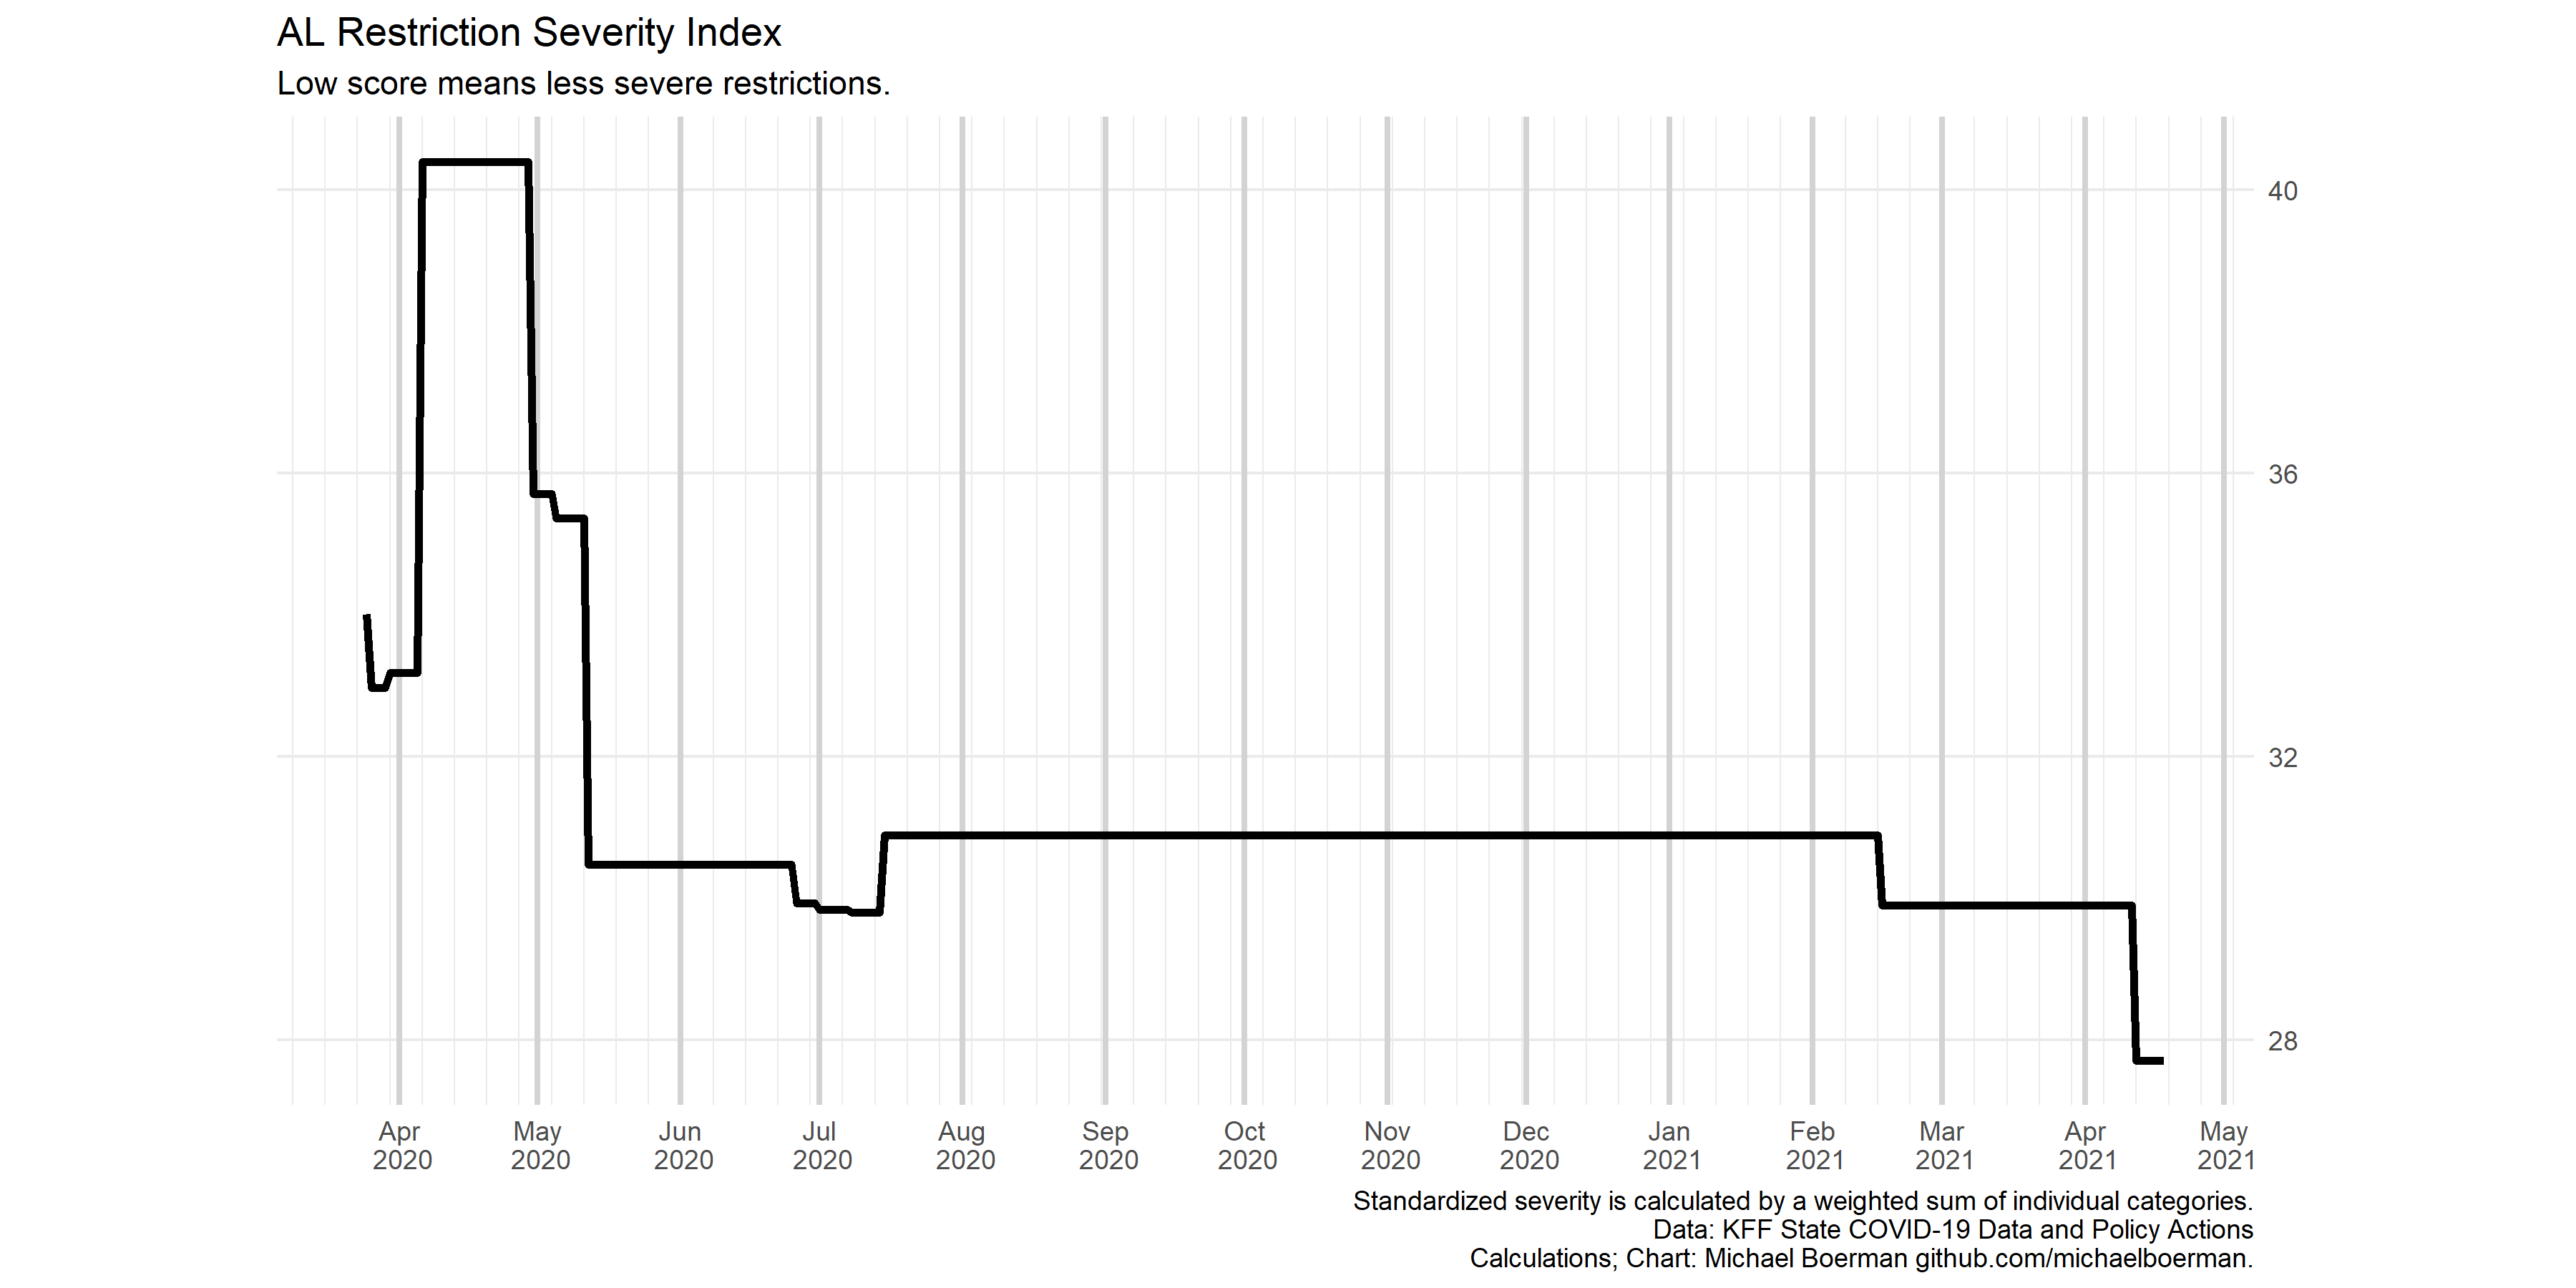 AL Restriction Severity Index
Low score means less severe restrictions.
40
36
32
28
Apr May Jun Jul Aug Sep Oct Nov Dec Jan Feb Mar Apr May
2020 2020 2020 2020 2020 2020 2020 2020 2020 2021 2021 2021 2021 2021
Standardized severity is calculated by a weighted sum of individual categories.
Data: KFF State COVID-19 Data and Policy Actions
Calculations; Chart: Michael Boerman github.com/michaelboerman.